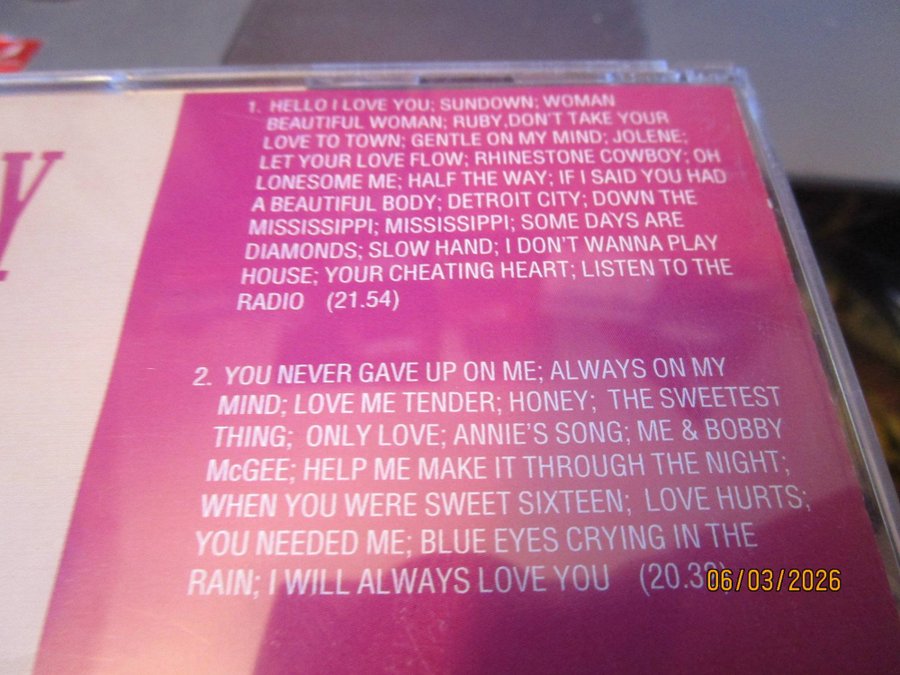 Y
1. HELLO I LOVE YOU; SUNDOWN; WOMAN
BEAUTIFUL WOMAN; RUBY,DON'T TAKE YOUR
LOVE TO TOWN; GENTLE ON MY MIND; JOLENE;
LET YOUR LOVE FLOW; RHINESTONE COWBOY; OH
LONESOME ME; HALF THE WAY; IF I SAID YOU HAD
A BEAUTIFUL BODY; DETROIT CITY; DOWN THE
MISSISSIPPI; MISSISSIPPI; SOME DAYS ARE
DIAMONDS; SLOW HAND; I DON'T WANNA PLAY
HOUSE; YOUR CHEATING HEART; LISTEN TO THE
RADIO (21.54)
2. YOU NEVER GAVE UP ON ME; ALWAYS ON MY
MIND; LOVE ME TENDER; HONEY; THE SWEETEST
THING; ONLY LOVE; ANNIE'S SONG; ME & BOBBY
McGEE; HELP ME MAKE IT THROUGH THE NIGHT;
WHEN YOU WERE SWEET SIXTEEN; LOVE HURTS;
YOU NEEDED ME; BLUE EYES CRYING IN THE
RAIN; I WILL ALWAYS LOVE YOU
06/03/2026